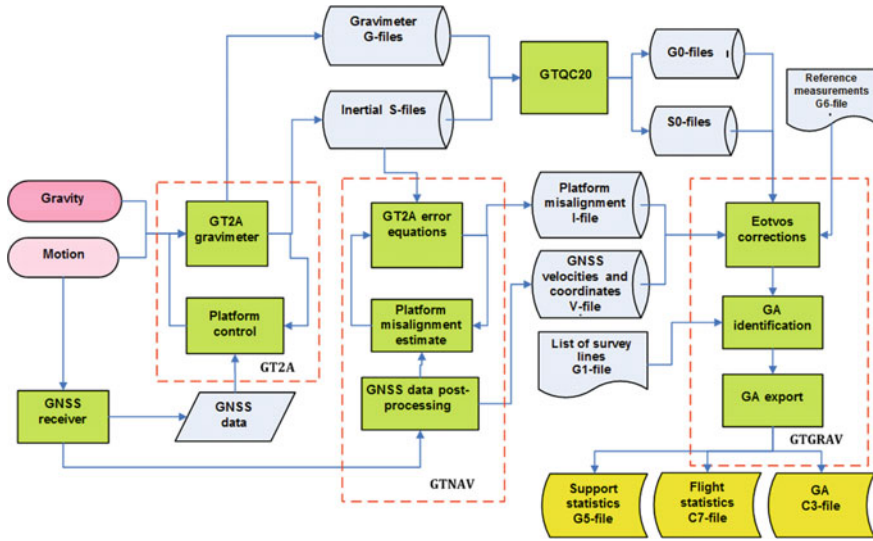 Gravimeter
G-files
GTQC20
G0-files
Reference
measurements
G6-file
Inertial S-files
S0-files
Gravity
GT2A
gravimeter
GT2A error
equations
Platform
misalignment
I-file
Eotvos
corrections
Motion
GNSS
velocities and
coordinates
V-file
Platform
control
Platform
misalignment
estimate
GA
identification
List of survey
lines
G1-file
GT2A
GNSS
receiver
GNSS
data
GNSS data post-
processing
GA export
GTNAV
GTGRAV
Support
statistics
G5-file
Flight
statistics
C7-file
GA
C3-file